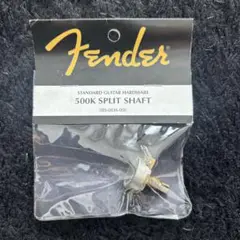 Fender
STANDARD GUITAR HARDWARE
500K SPLIT SHAFT